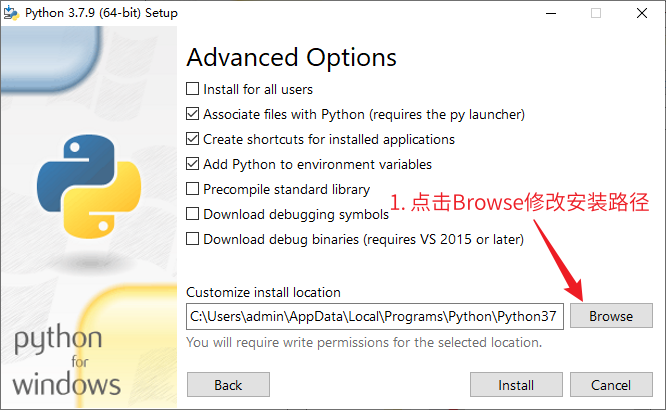 Python 3.7.9 (64-bit) Setup
Advanced Options
Install for all users
Associate files with Python (requires the py launcher)
Create shortcuts for installed applications
Add Python to environment variables
Precompile standard library
1. 点击Browse修改安装路径
Download debugging symbols
Download debug binaries (requires VS 2015 or later)
Customize install location
C:\Users\admin\AppData\Local\Programs\Python\Python37
Browse
You will require write permissions for the selected location.
python
for
windows
Back
Install
Cancel